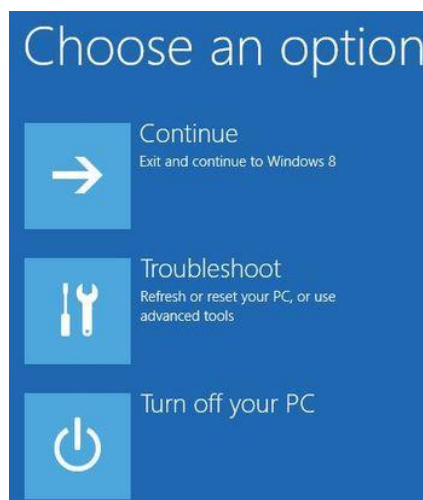 Choose an option
Continue
Exit and continue to Windows 8
Troubleshoot
Refresh or reset your PC, or use
advanced tools
Turn off your PC